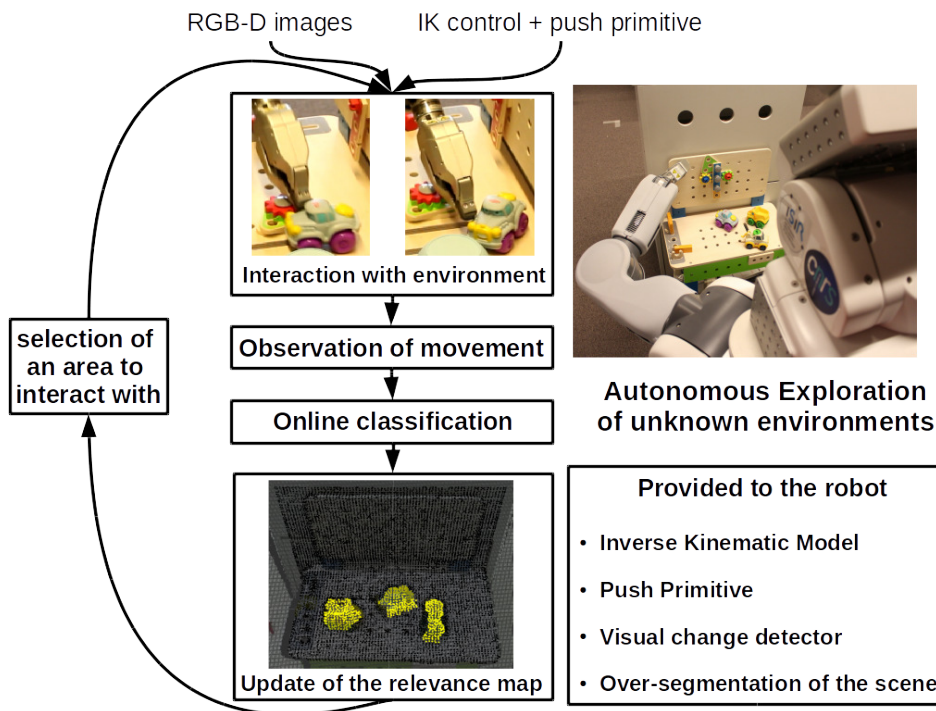 RGB-D images
IK control + push primitive
Interaction with environment
Observation of movement
Online classification
Update of the relevance map
selection of
an area to
interact with
ISIR
cnrs
Autonomous Exploration
of unknown environments
Provided to the robot
• Inverse Kinematic Model
• Push Primitive
• Visual change detector
• Over-segmentation of the scene